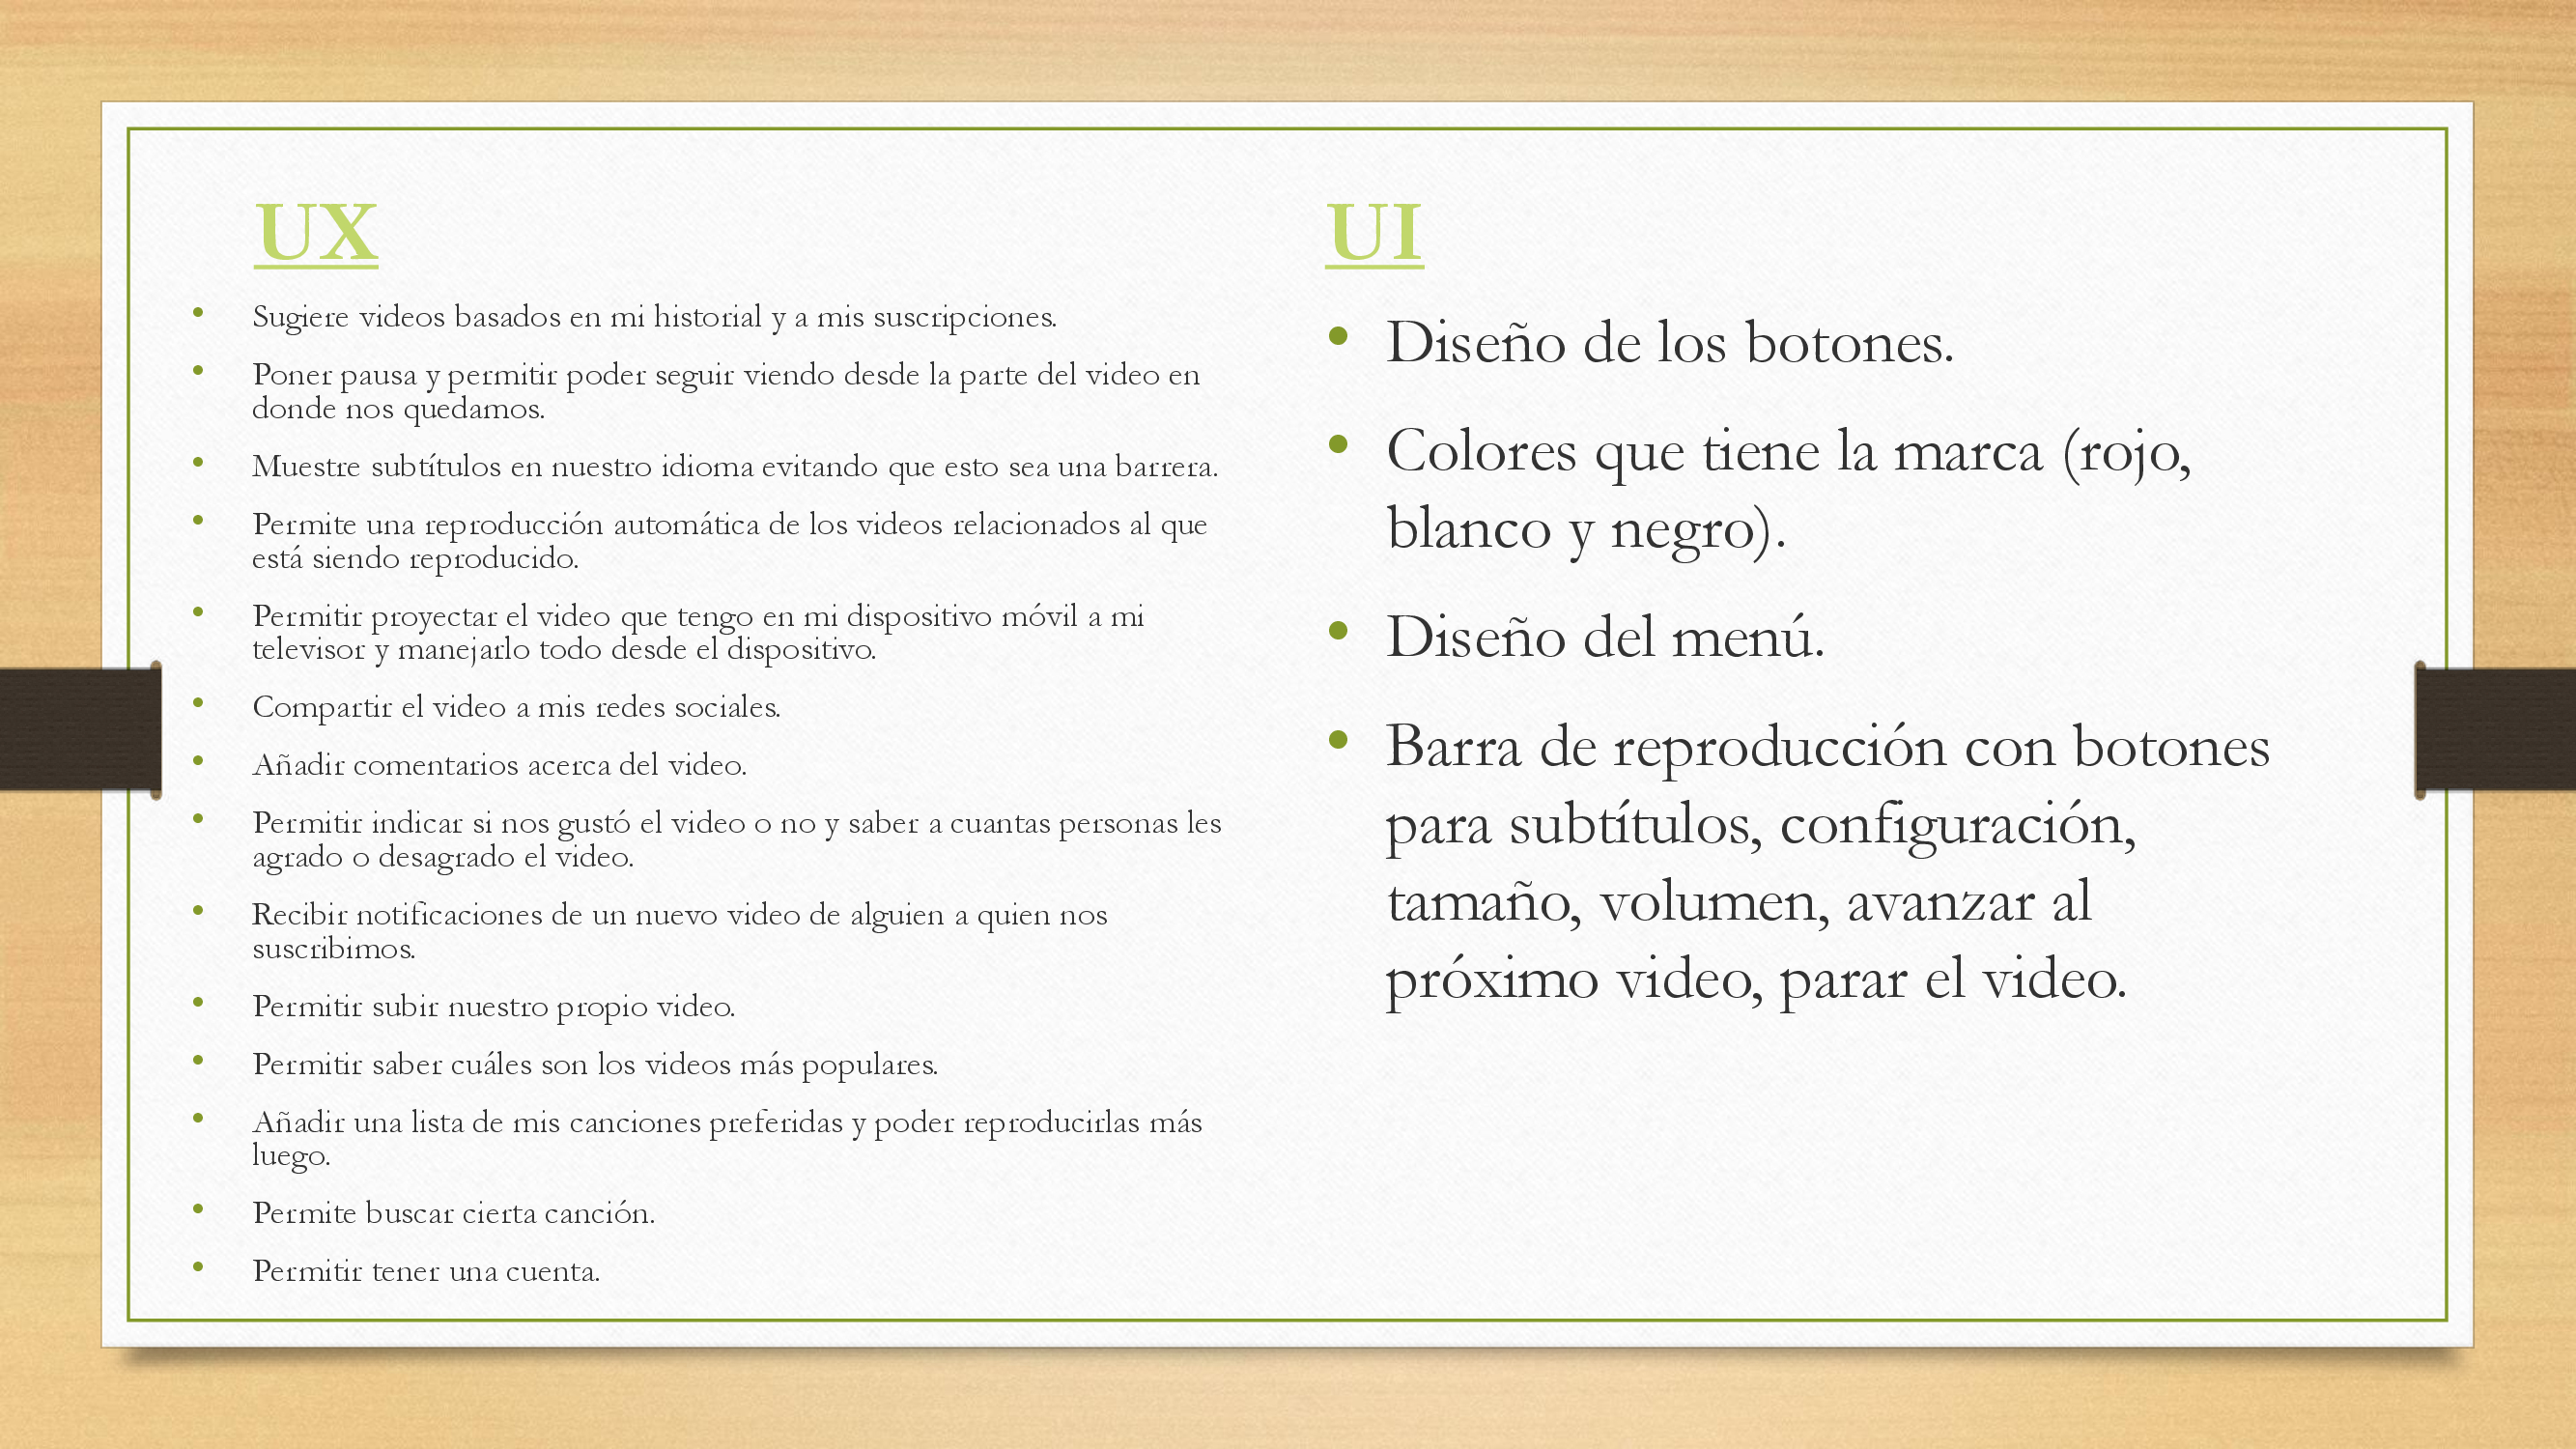 UX
Sugiere videos basados en mi historial y a mis suscripciones.
Poner pausa y permitir poder seguir viendo desde la parte del video en
donde nos quedamos.
Muestre subtítulos en nuestro idioma evitando que esto sea una barrera.
Permite una reproducción automática de los videos relacionados al que
está siendo reproducido.
Permitir proyectar el video que tengo en mi dispositivo móvil a mi
televisor y manejarlo todo desde el dispositivo.
Compartir el video a mis redes sociales.
Añadir comentarios acerca del video.
Permitir indicar si nos gustó el video o no y saber a cuantas personas les
agrado o desagrado el video.
Recibir notificaciones de un nuevo video de alguien a quien nos
suscribimos.
Permitir subir nuestro propio video.
Permitir saber cuáles son los videos más populares.
Añadir una lista de mis canciones preferidas y poder reproducirlas más
luego.
Permite buscar cierta canción.
Permitir tener una cuenta.
UI
Diseño de los botones.
Colores que tiene la marca (rojo,
blanco y negro).
Diseño del menú.
Barra de reproducción con botones
para subtítulos, configuración,
tamaño, volumen, avanzar al
próximo video, parar el video.